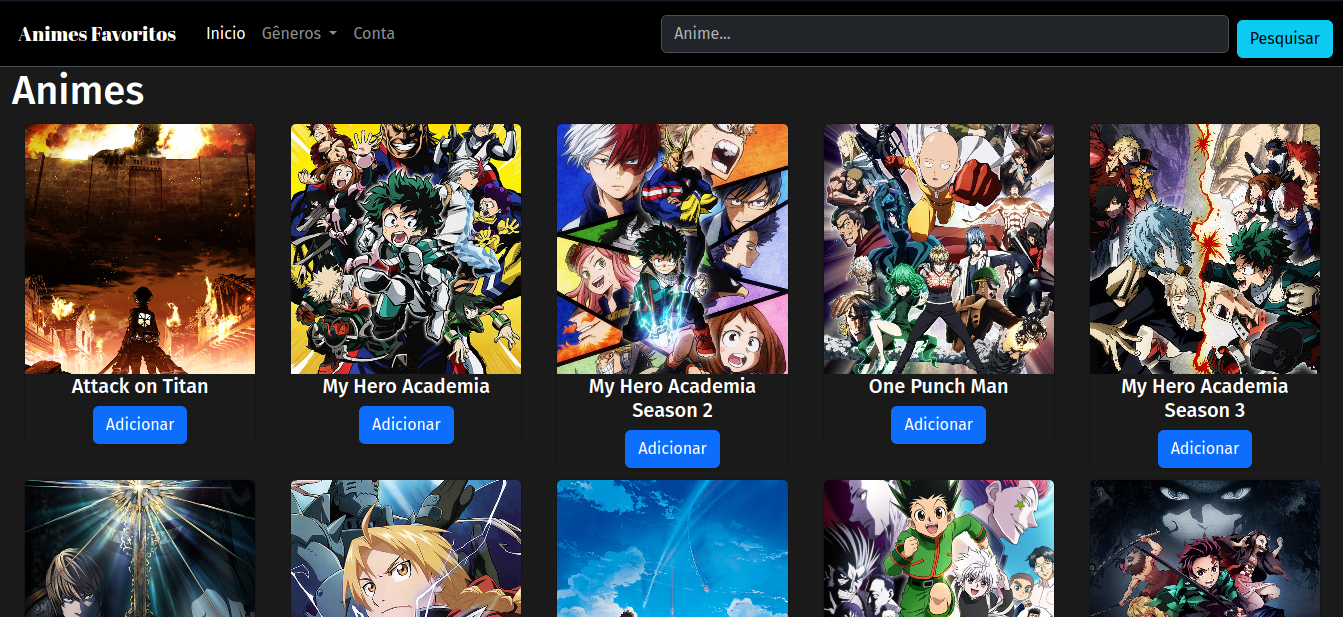 Animes Favoritos
Inicio
Gêneros
Conta
Anime...
Pesquisar
Animes
Attack on Titan
My Hero Academia
My Hero Academia
Season 2
One Punch Man
My Hero Academia
Season 3
Adicionar
Adicionar
Adicionar
Adicionar
Adicionar